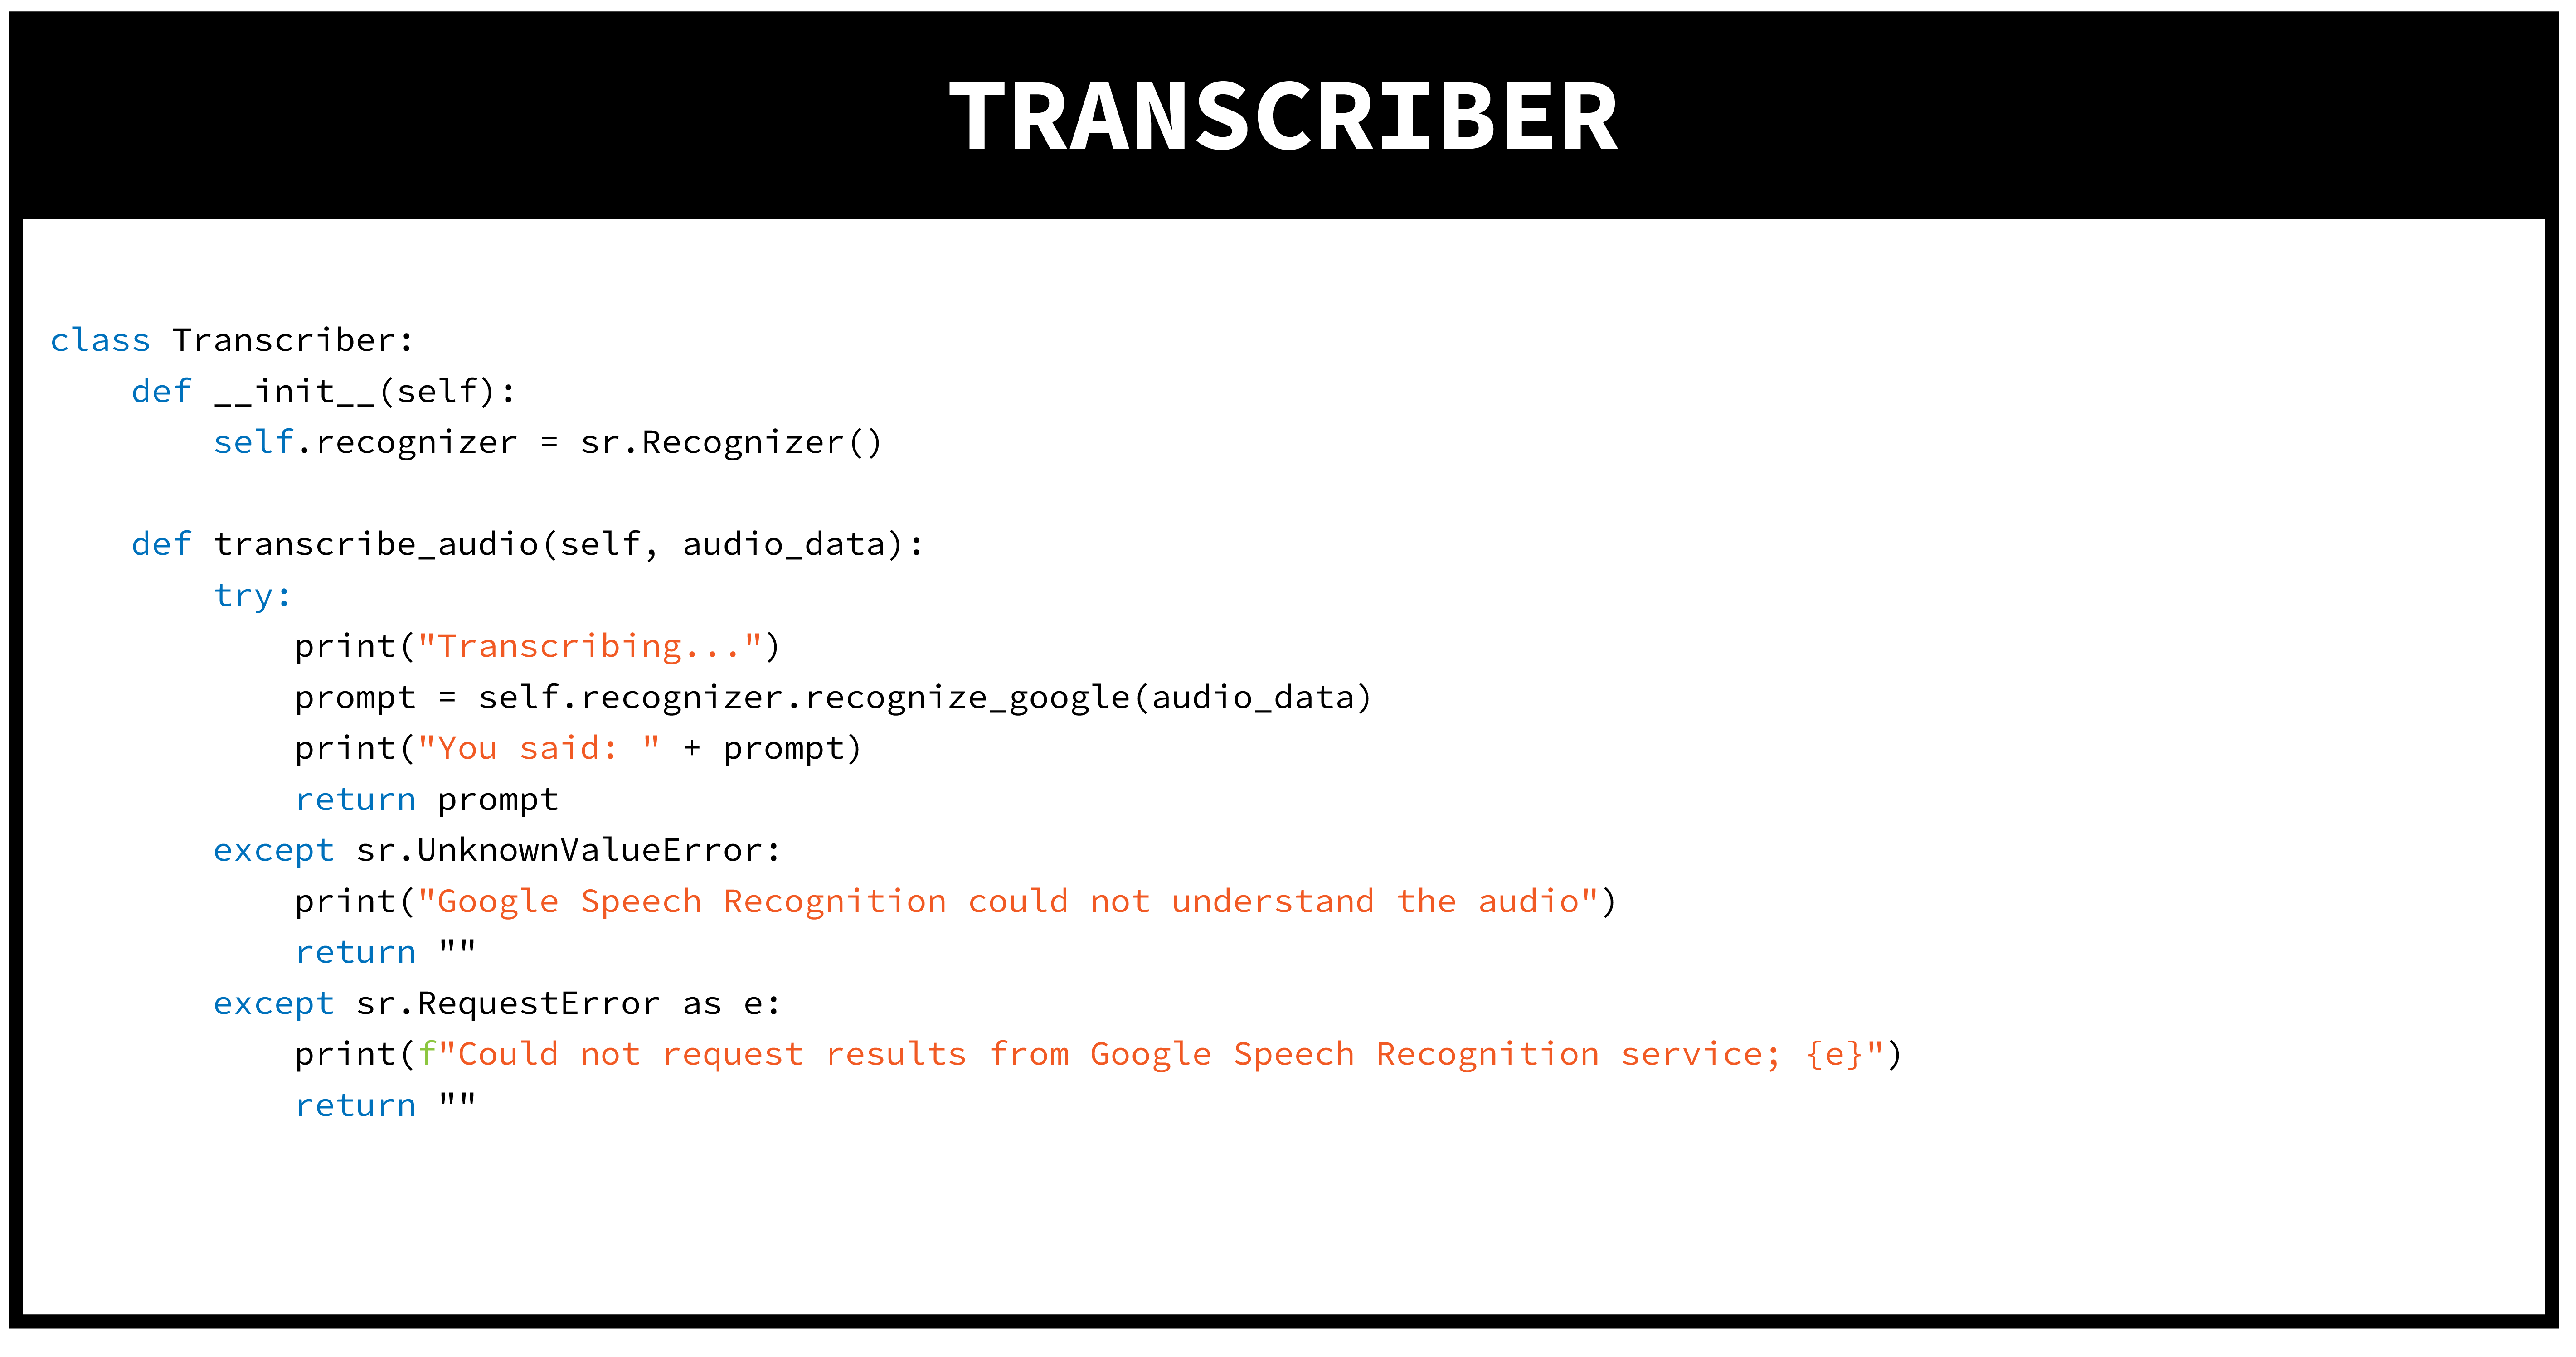 TRANSCRIBER
class Transcriber:
    def __init__(self):
        self.recognizer = sr.Recognizer()

    def transcribe_audio(self, audio_data):
        try:
            print("Transcribing...")
            prompt = self.recognizer.recognize_google(audio_data)
            print("You said: " + prompt)
            return prompt
        except sr.UnknownValueError:
            print("Google Speech Recognition could not understand the audio")
            return ""
        except sr.RequestError as e:
            print(f"Could not request results from Google Speech Recognition service; {e}")
            return ""